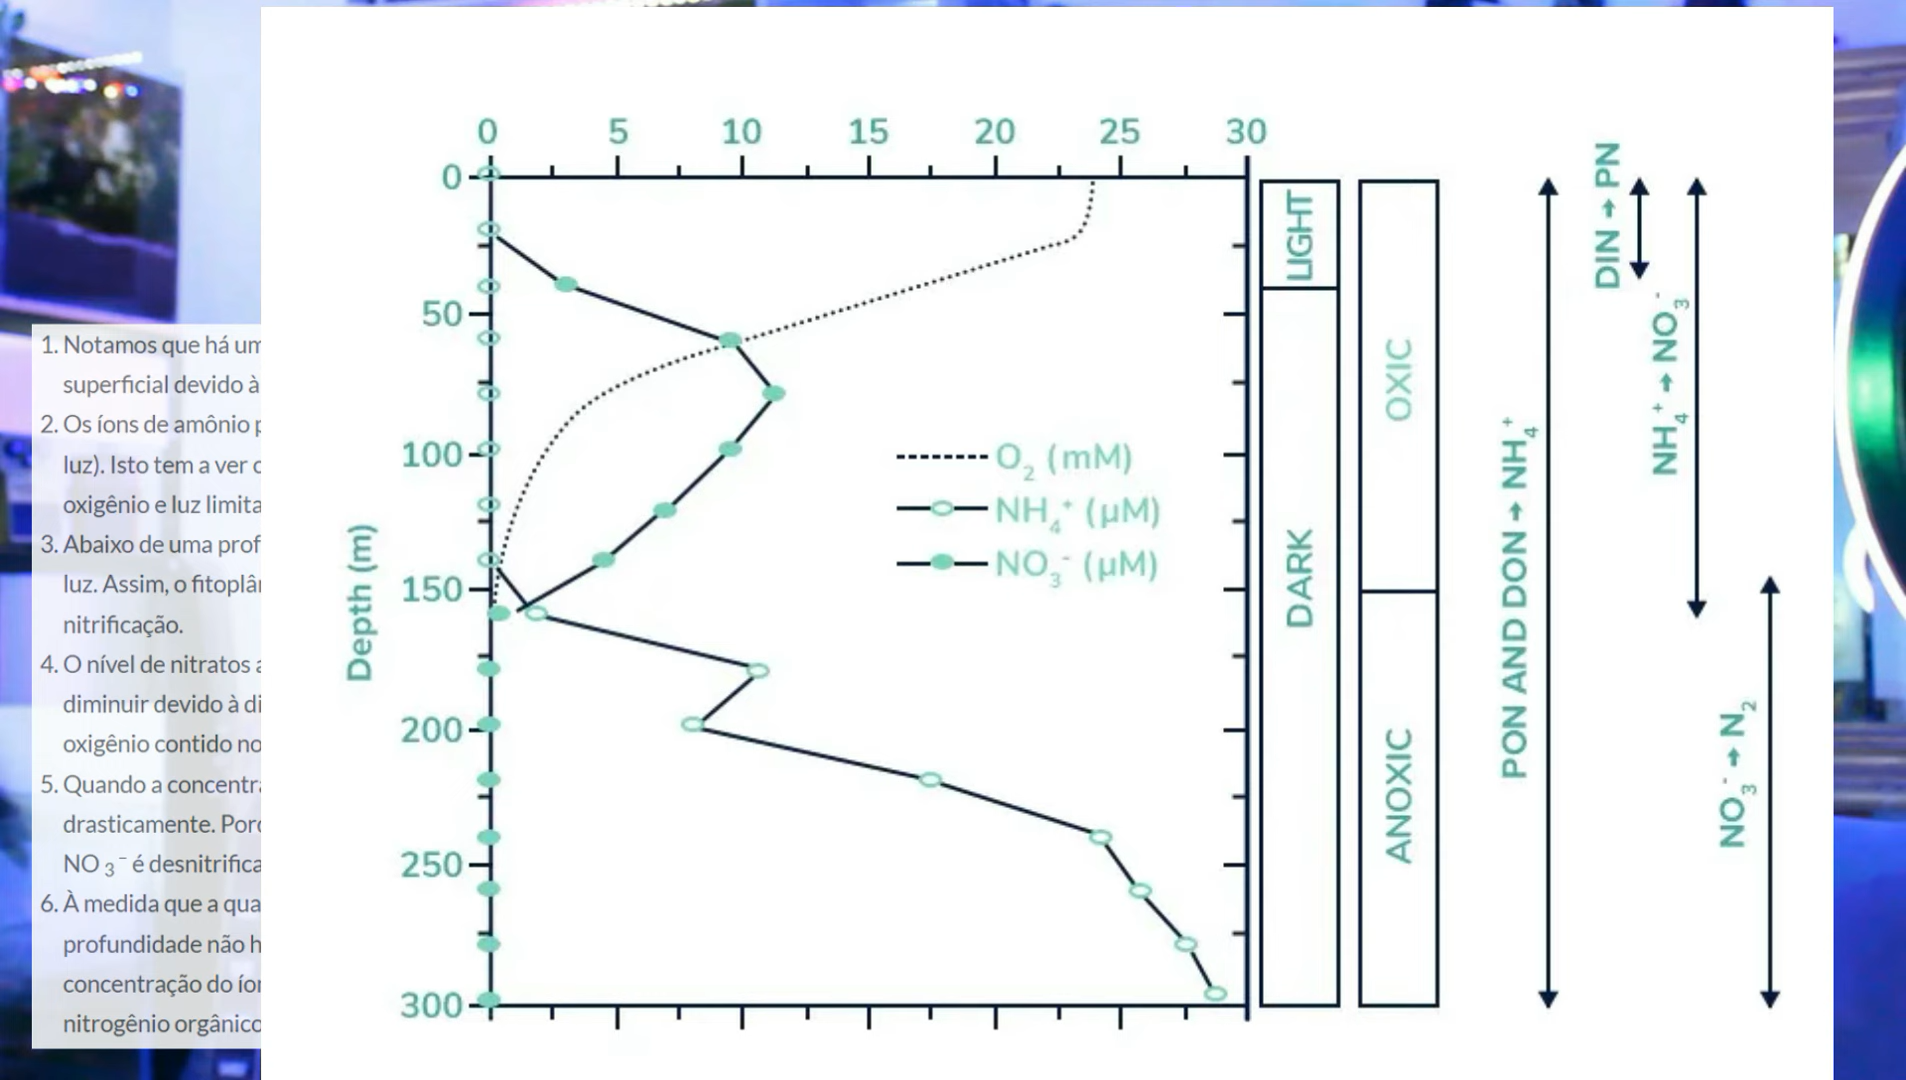 1. Notamos que há um
superficial devido à
2. Os íons de amônio p
luz). Isto tem a ver
oxigênio e luz limita
3. Abaixo de uma prof
luz. Assim, o fitoplân
nitrificação.
4. O nível de nitratos a
diminuir devido à di
oxigênio contido no
5. Quando a concentra
drasticamente. Porq
NO₃⁻ é desnitrifica
6. À medida que a qua
profundidade não h
concentração do íon
nitrogênio orgânico
0 5 10 15 20 25 30
0
50
100
150
200
250
300
Depth (m)
O₂ (mM)
NH₄⁺ (µM)
NO₃⁻ (µM)
LIGHT
DARK
OXIC
ANOXIC
PON AND DON → NH₄⁺
DIN → PN
NH₄⁺ → NO₃⁻
NO₃⁻ → N₂